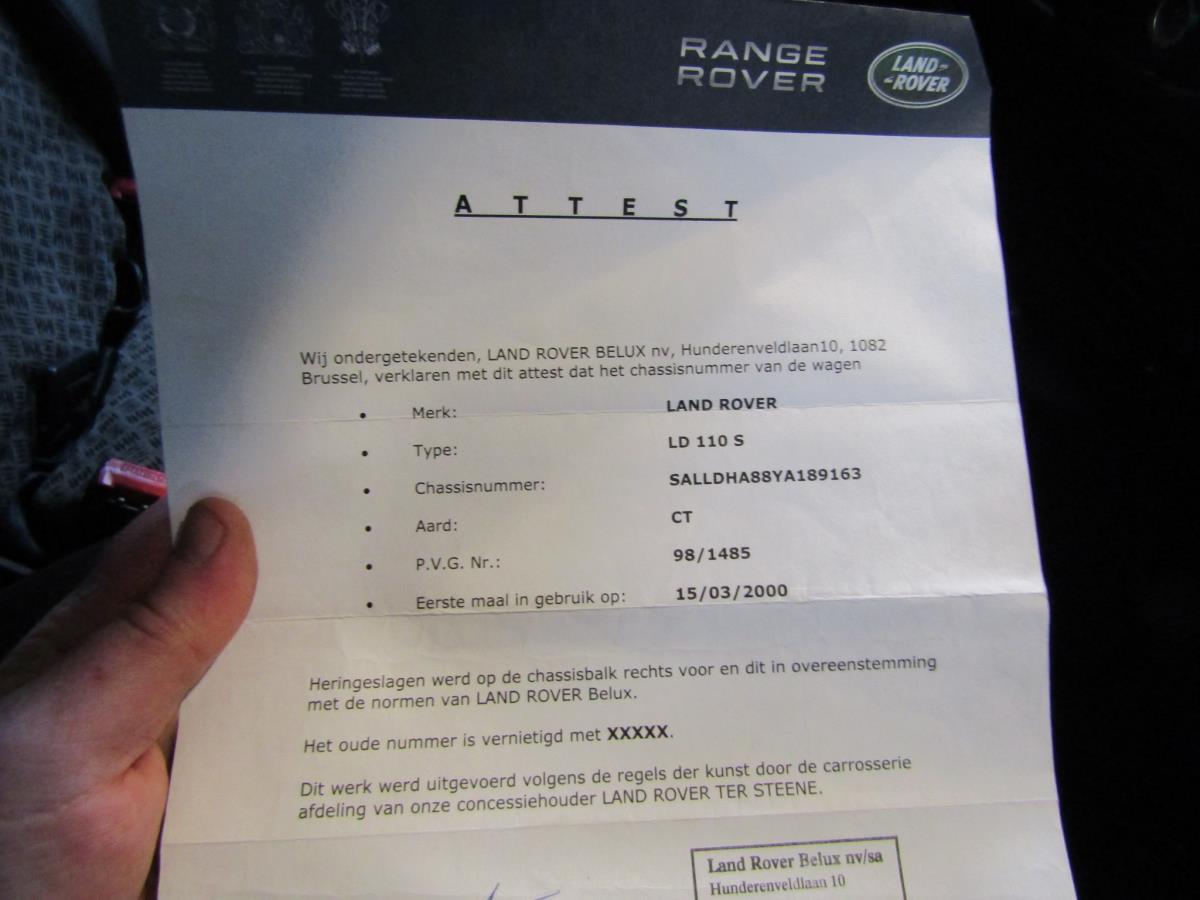 RANGE
ROVER
LAND
ROVER
ATTEST
Wij ondergetekenden, LAND ROVER BELUX nv, Hunderenveldlaan10, 1082
Brussel, verklaren met dit attest dat het chassisnummer van de wagen
• Merk: LAND ROVER
• Type: LD 110 S
• Chassisnummer: SALLDHA88YA189163
• Aard: CT
• P.V.G. Nr.: 98/1485
• Eerste maal in gebruik op: 15/03/2000
Heringeslagen werd op de chassisbalk rechts voor en dit in overeenstemming
met de normen van LAND ROVER Belux.
Het oude nummer is vernietigd met XXXXX.
Dit werk werd uitgevoerd volgens de regels der kunst door de carrosserie
afdeling van onze concessiehouder LAND ROVER TER STEENE.
Land Rover Belux nv/sa
Hunderenveldlaan 10